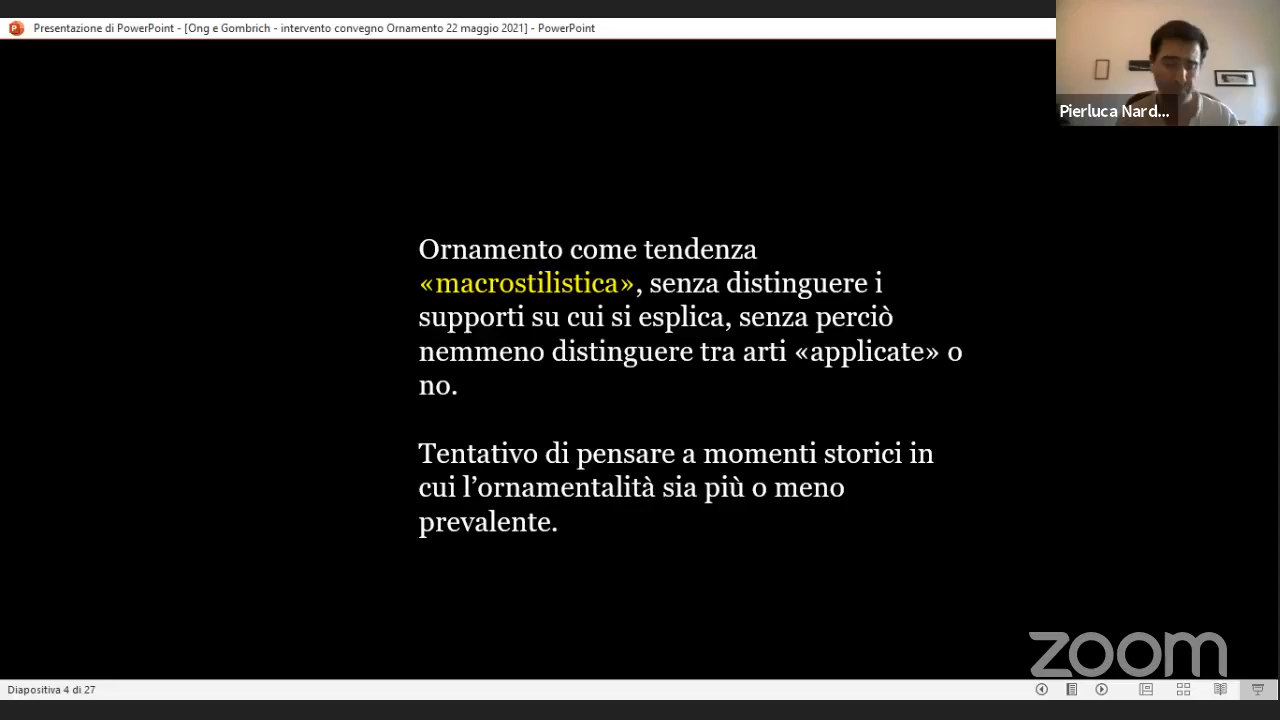 Presentazione di PowerPoint - [Ong e Gombrich - intervento convegno Ornamento 22 maggio 2021] - PowerPoint
Pierluca Nard...
Ornamento come tendenza
«macrostilistica», senza distinguere i
supporti su cui si esplica, senza perciò
nemmeno distinguere tra arti «applicate» o
no.
Tentativo di pensare a momenti storici in
cui l’ornamentalità sia più o meno
prevalente.
zoom
Diapositiva 4 di 27